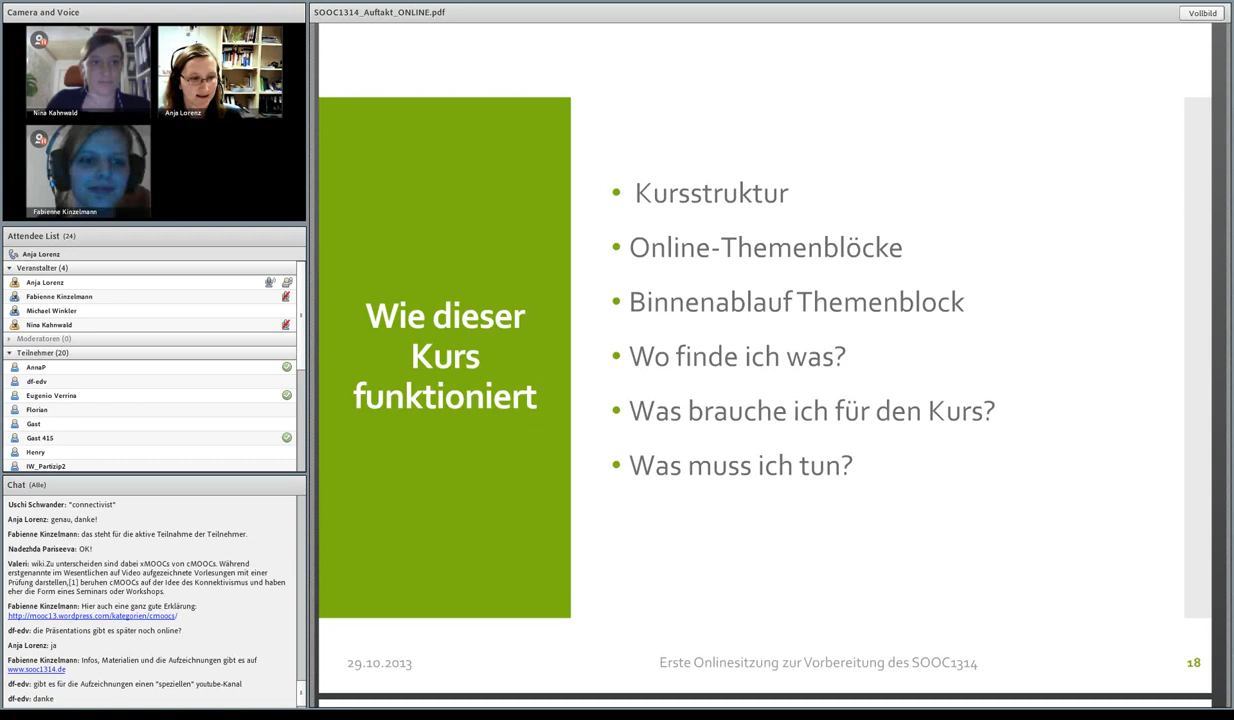 Camera and Voice
Nina Kahnwald
Anja Lorenz
Fabienne Kinzelmann
Attendee List (24)
Anja Lorenz
Veranstalter (4)
Anja Lorenz
Fabienne Kinzelmann
Michael Winkler
Nina Kahnwald
Moderatoren (0)
Teilnehmer (20)
AnnaP
df-edv
Eugenio Verrina
Florian
Gast
Gast 415
Henry
IW_Partizip2
Chat (Alle)
Uschi Schwander: "connectivist"
Anja Lorenz: genau, danke!
Fabienne Kinzelmann: das steht für die aktive Teilnahme der Teilnehmer.
Nadezhda Pariseeva: OK!
Valeri: wiki.Zu unterscheiden sind dabei xMOOCs von cMOOCs. Während
erstgenannte im Wesentlichen auf Video aufgezeichnete Vorlesungen mit einer
Prüfung darstellen,[1] beruhen cMOOCs auf der Idee des Konnektivismus und haben
eher die Form eines Seminars oder Workshops.
Fabienne Kinzelmann: Hier auch eine ganz gute Erklärung:
http://mooc13.wordpress.com/kategorien/cmoocs/
df-edv: die Präsentations gibt es später noch online?
Anja Lorenz: ja
Fabienne Kinzelmann: Infos, Materialien und die Aufzeichnungen gibt es auf
www.sooc1314.de
df-edv: gibt es für die Aufzeichnungen einen "speziellen" youtube-Kanal
df-edv: danke
SOOC1314_Auftakt_ONLINE.pdf
Vollbild
Wie dieser
Kurs
funktioniert
• Kursstruktur
• Online-Themenblöcke
• Binnenablauf Themenblock
• Wo finde ich was?
• Was brauche ich für den Kurs?
• Was muss ich tun?
29.10.2013
Erste Onlinesitzung zur Vorbereitung des SOOC1314
18